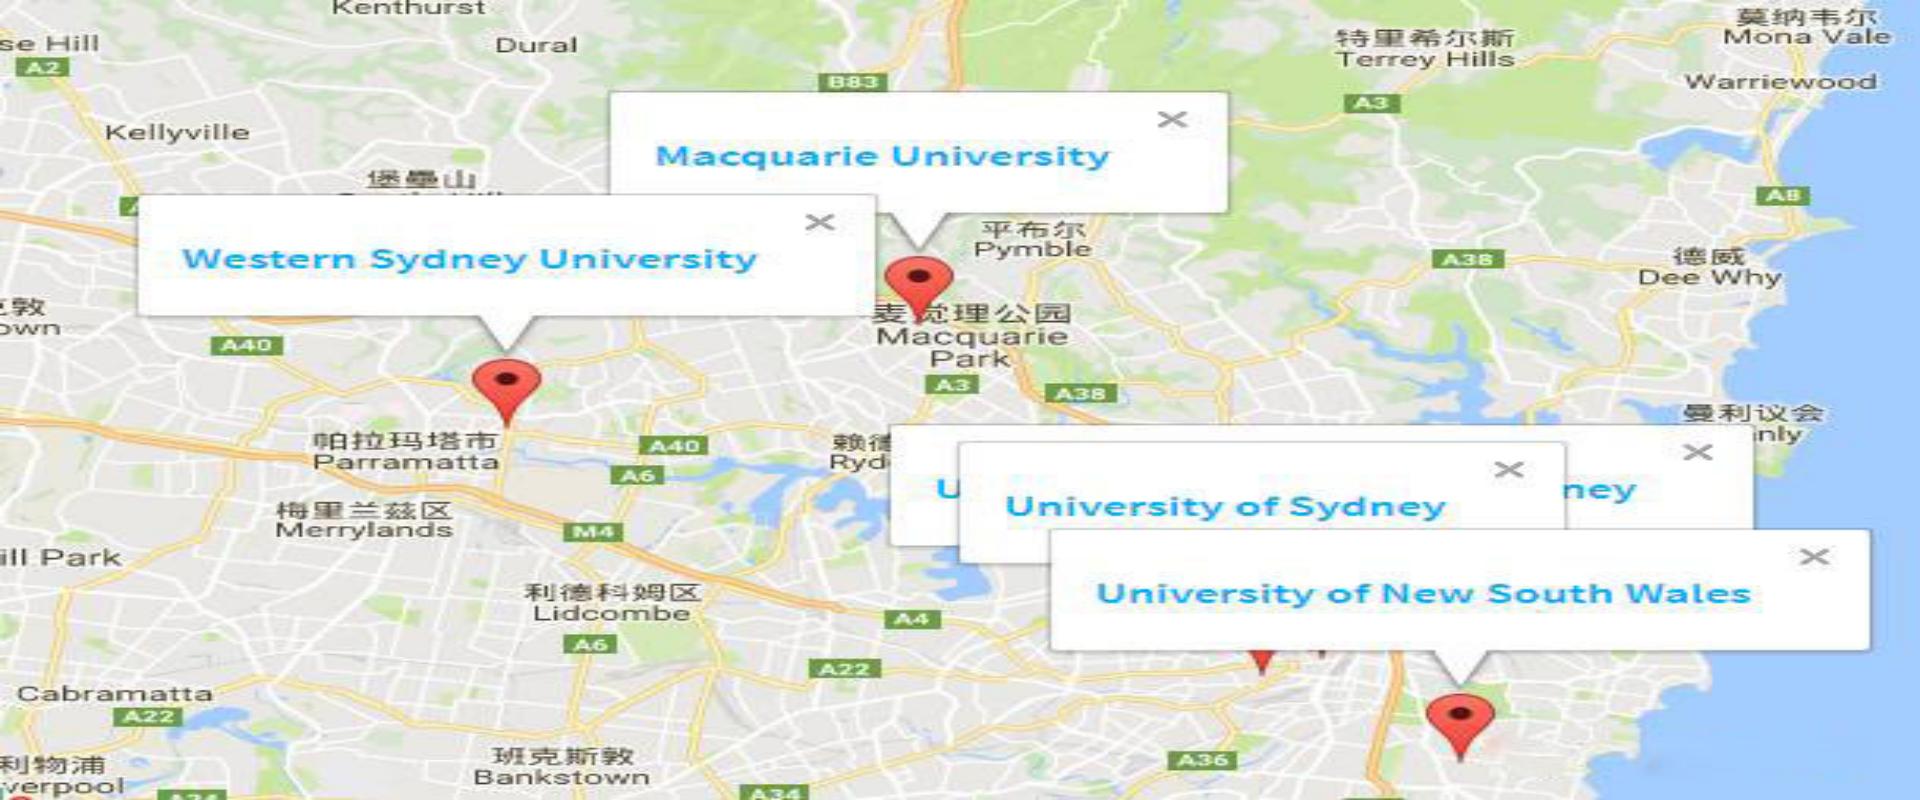 Kenthurst
se Hill
A2
Dural
B83
特里希尔斯
Terrey Hills
莫纳韦尔
Mona Vale
Warriewood
A3
Kellyville
堡壘山
Macquarie University
A8
Western Sydney University
平布尔
Pymble
A38
德威
Dee Why
敦
own
A40
麦觉理公园
Macquarie
Park
A3
A38
曼利议会
nly
帕拉玛塔市
Parramatta
A40
A6
赖德
Ryd
U
ney
University of Sydney
梅里兰兹区
Merrylands
M4
ill Park
利德科姆区
Lidcombe
A6
A4
University of New South Wales
A22
Cabramatta
A22
班克斯敦
Bankstown
A36
利物浦
verpool
A34
A34